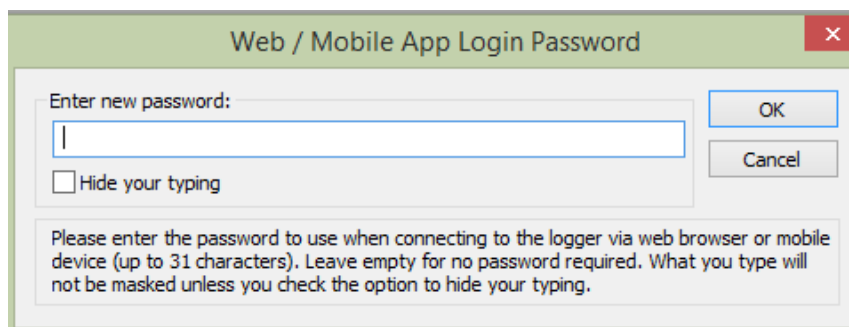 Web / Mobile App Login Password
Enter new password:
OK
Cancel
Hide your typing
Please enter the password to use when connecting to the logger via web browser or mobile
device (up to 31 characters). Leave empty for no password required. What you type will
not be masked unless you check the option to hide your typing.